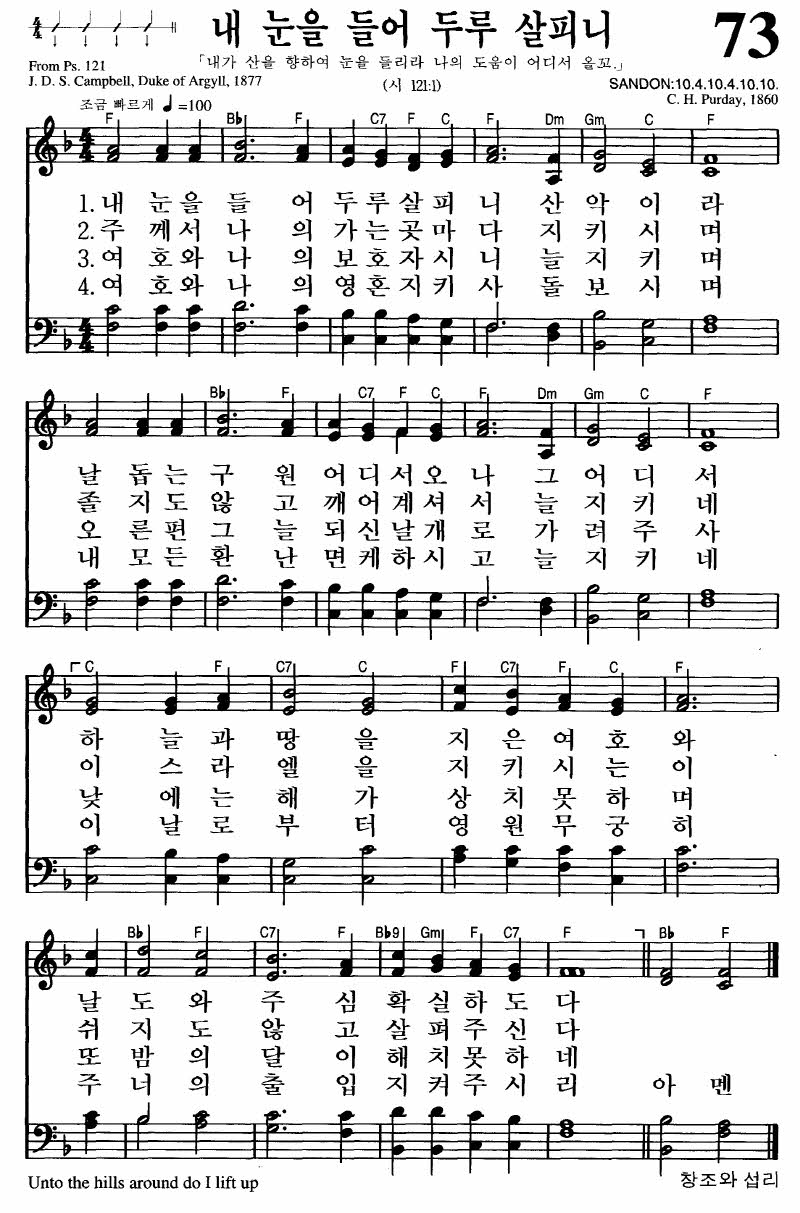 내 눈을 들어 두루 살피니
73
「내가 산을 향하여 눈을 들리라 나의 도움이 어디서 올꼬.」
(시 121:1)
From Ps. 121
J. D. S. Campbell, Duke of Argyll, 1877
SANDON:10.4.10.4.10.10.
C. H. Purday, 1860
조금 빠르게 ♩=100
F B♭ F C7 F C F Dm Gm C F
1. 내 눈을 들 어 두루살피 니 산 악 이 라
2. 주 께서 나 의 가는곳마 다 지 키 시 며
3. 여 호와 나 의 보호자시 니 늘 지 키 며
4. 여 호와 나 의 영혼지키 사 돌 보 시 며
B♭ F C7 F C F Dm Gm C F
날 돕는 구 원 어디서오 나 그 어 디 서
졸 지도 않 고 깨어계셔 서 늘 지 키 네
오 른편 그 늘 되신날개 로 가 려 주 사
내 모든 환 난 면케하시 고 늘 지 키 네
C F C7 C F C7 F C F
하 늘 과 땅 을 지 은 여 호 와
이 스 라 엘 을 지 키 시 는 이
낮 에 는 해 가 상 치 못 하 며
이 날 로 부 터 영 원 무 궁 히
B♭ F C7 F B♭9 Gm F C7 F B♭ F
날 도 와 주 심 확 실 하 도 다
쉬 지 도 않 고 살 펴 주 신 다
또 밤 의 달 이 해 치 못 하 네
주 너 의 출 입 지 켜 주 시 리 아 멘
Unto the hills around do I lift up
창조와 섭리